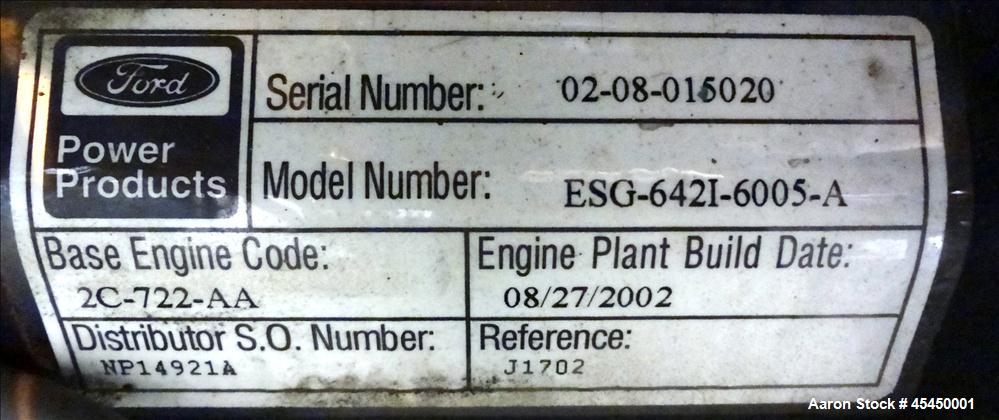 Ford
Power
Products
Serial Number: 02-08-015020
Model Number: ESG-642I-6005-A
Base Engine Code:
2C-722-AA
Engine Plant Build Date:
08/27/2002
Distributor S.O. Number:
NP14921A
Reference:
J1702
Aaron Stock # 45450001